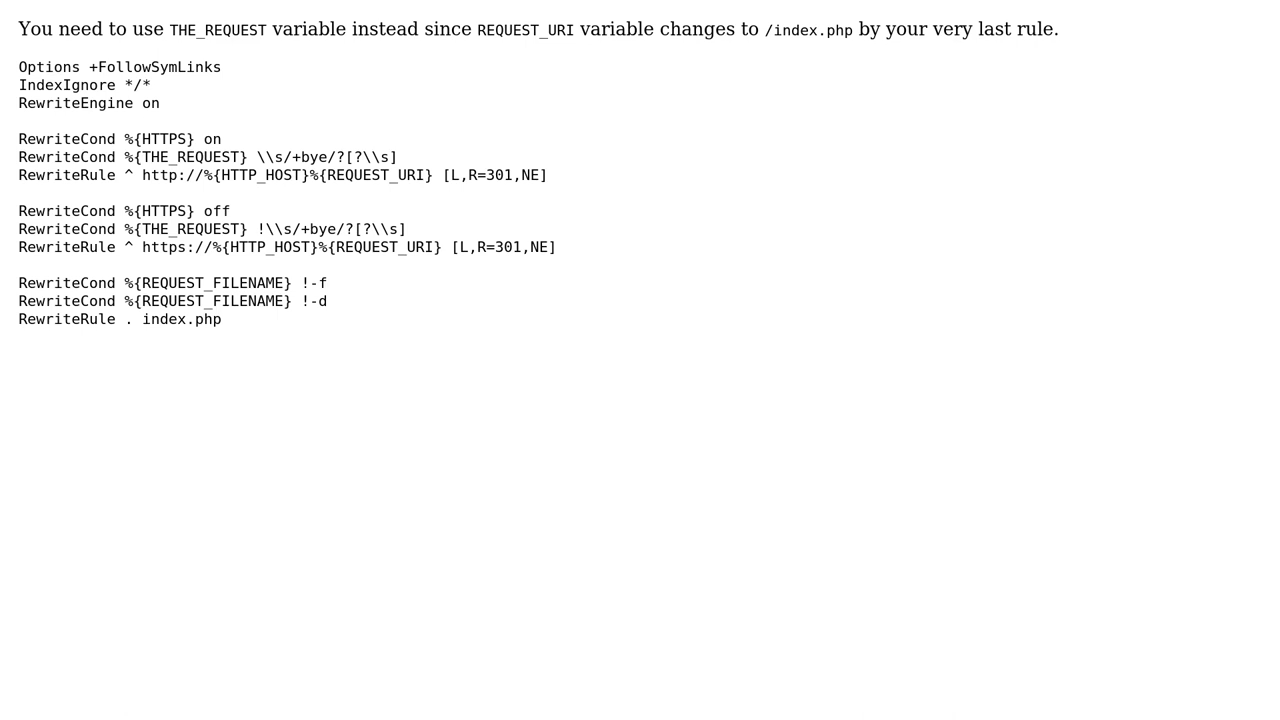 You need to use THE_REQUEST variable instead since REQUEST_URI variable changes to /index.php by your very last rule.
Options +FollowSymLinks
IndexIgnore */*
RewriteEngine on
RewriteCond %{HTTPS} on
RewriteCond %{THE_REQUEST} \\s/+bye/?[?\\s]
RewriteRule ^ http://%{HTTP_HOST}%{REQUEST_URI} [L,R=301,NE]
RewriteCond %{HTTPS} off
RewriteCond %{THE_REQUEST} !\\s/+bye/?[?\\s]
RewriteRule ^ https://%{HTTP_HOST}%{REQUEST_URI} [L,R=301,NE]
RewriteCond %{REQUEST_FILENAME} !-f
RewriteCond %{REQUEST_FILENAME} !-d
RewriteRule . index.php